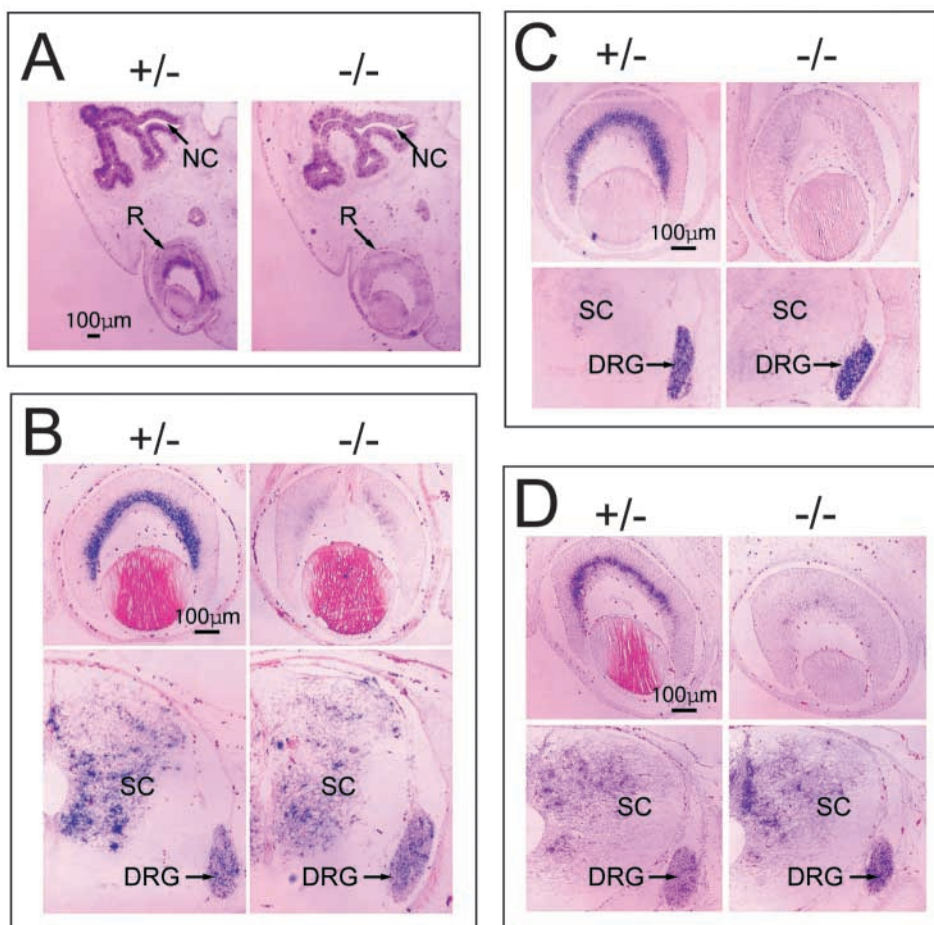 A
+/-
-/-
NC
NC
R
R
100µm
B
+/-
-/-
100µm
SC
SC
DRG
DRG
C
+/-
-/-
100µm
SC
SC
DRG
DRG
D
+/-
-/-
100µm
SC
SC
DRG
DRG